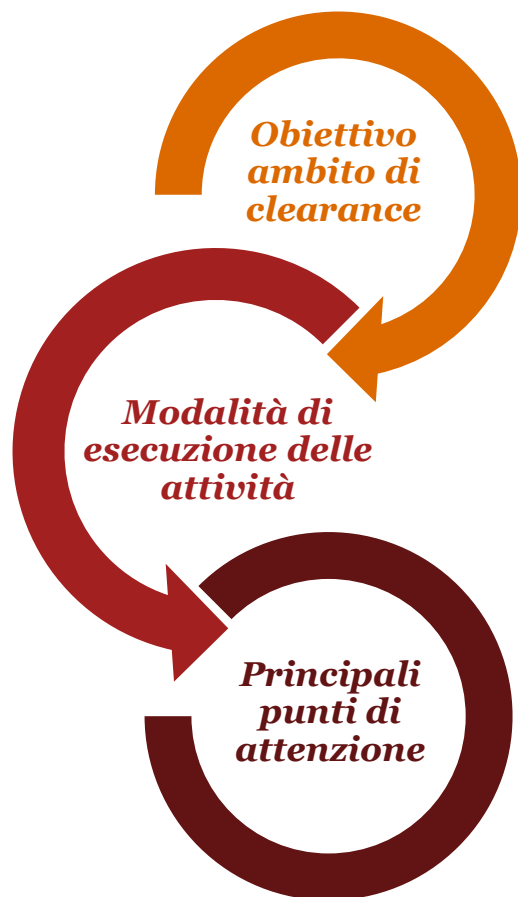 Obiettivo
ambito di
clearance
Modalità di
esecuzione delle
attività
Principali
punti di
attenzione